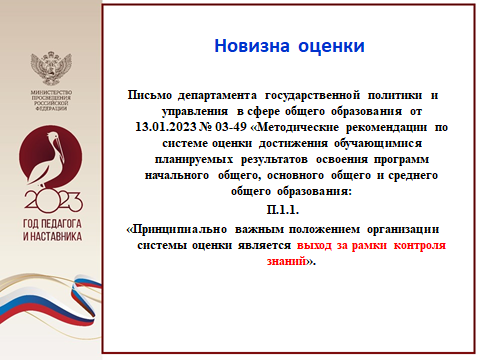 Новизна оценки
Письмо департамента государственной политики и
управления в сфере общего образования от
13.01.2023 № 03-49 «Методические рекомендации по
системе оценки достижения обучающимися
планируемых результатов освоения программ
начального общего, основного общего и среднего
общего образования:
П.1.1.
«Принципиально важным положением организации
системы оценки является выход за рамки контроля
знаний».
МИНИСТЕРСТВО
ПРОСВЕЩЕНИЯ
РОССИЙСКОЙ
ФЕДЕРАЦИИ
2023
ГОД ПЕДАГОГА
И НАСТАВНИКА